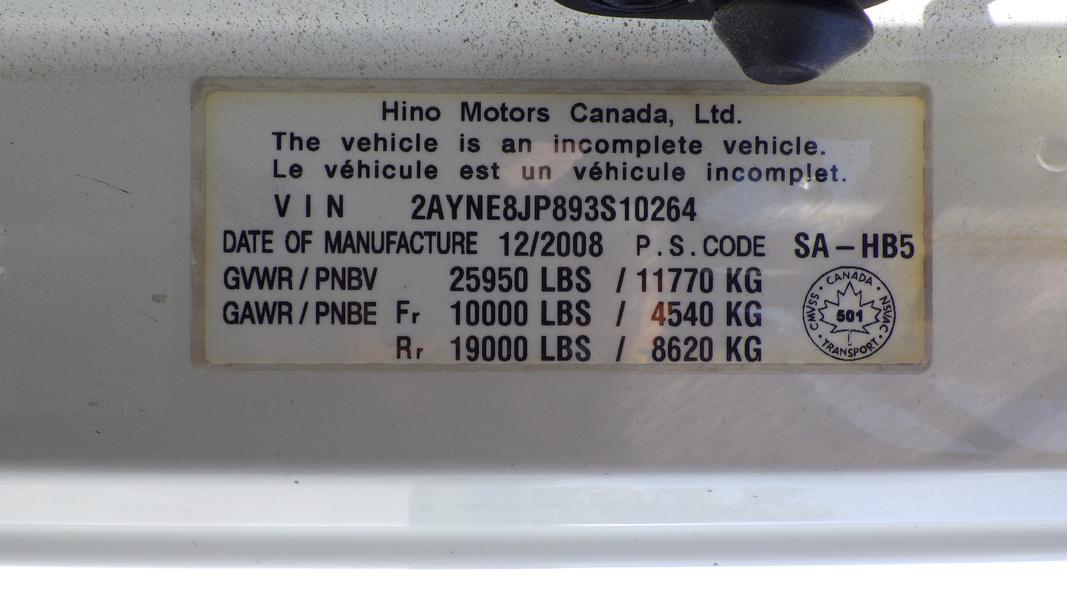 Hino Motors Canada, Ltd.
The vehicle is an incomplete vehicle.
Le véhicule est un véhicule incomplet.
VIN 2AYNE8JP893S10264
DATE OF MANUFACTURE 12/2008 P.S.CODE SA-HB5
GVWR/PNBV 25950 LBS / 11770 KG
GAWR/PNBE Fr 10000 LBS / 4540 KG
Rr 19000 LBS / 8620 KG
CANADA
CMVSS
501
NSVAC
TRANSPORT